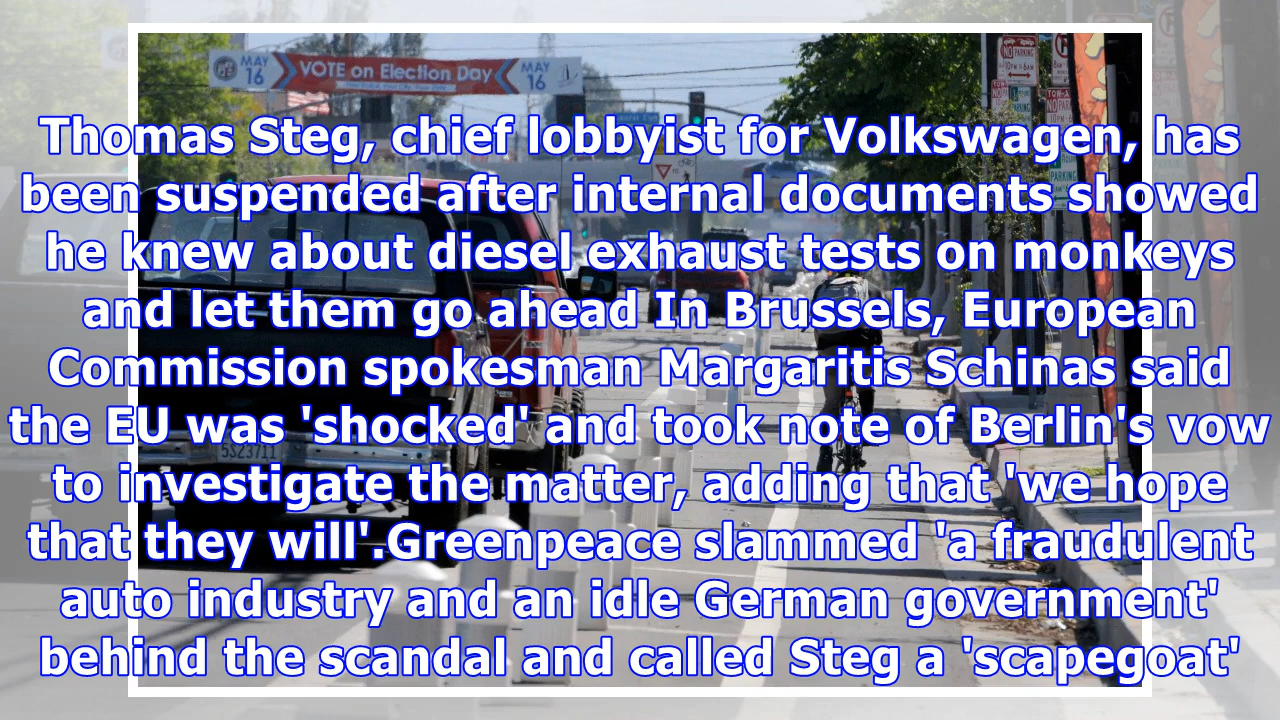 MAY 16
VOTE on Election Day
MAY 16
Thomas Steg, chief lobbyist for Volkswagen, has
been suspended after internal documents showed
he knew about diesel exhaust tests on monkeys
and let them go ahead In Brussels, European
Commission spokesman Margaritis Schinas said
the EU was 'shocked' and took note of Berlin's vow
to investigate the matter, adding that 'we hope
that they will'.Greenpeace slammed 'a fraudulent
auto industry and an idle German government'
behind the scandal and called Steg a 'scapegoat'
NO PARKING
5S23711